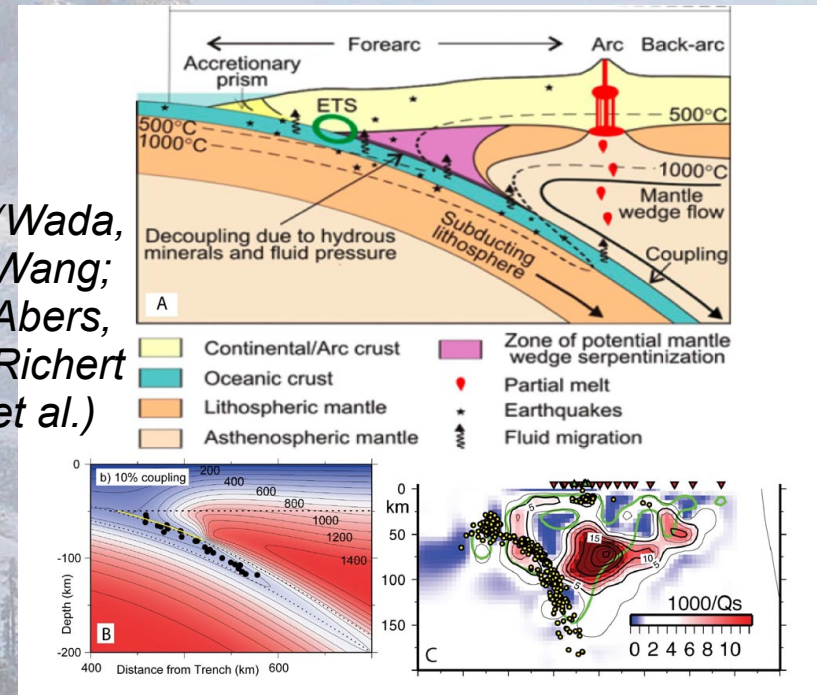 Forearc
Arc
Back-arc
Accretionary
prism
ETS
500°C
500°C
1000°C
1000°C
Mantle
wedge flow
Decoupling due to hydrous
minerals and fluid pressure
Subducting
lithosphere
Coupling
A
Wada,
Wang;
Abers,
Richert
et al.)
Continental/Arc crust
Oceanic crust
Lithospheric mantle
Asthenospheric mantle
Zone of potential mantle
wedge serpentinization
Partial melt
Earthquakes
Fluid migration
b) 10% coupling
200
400
600
800
1000
1200
1400
0
-100
-200
Depth (km)
B
400
600
Distance from Trench (km)
0
km
50
100
150
5
15
10
5
5
5
1000/Qs
0 2 4 6 8 10
C